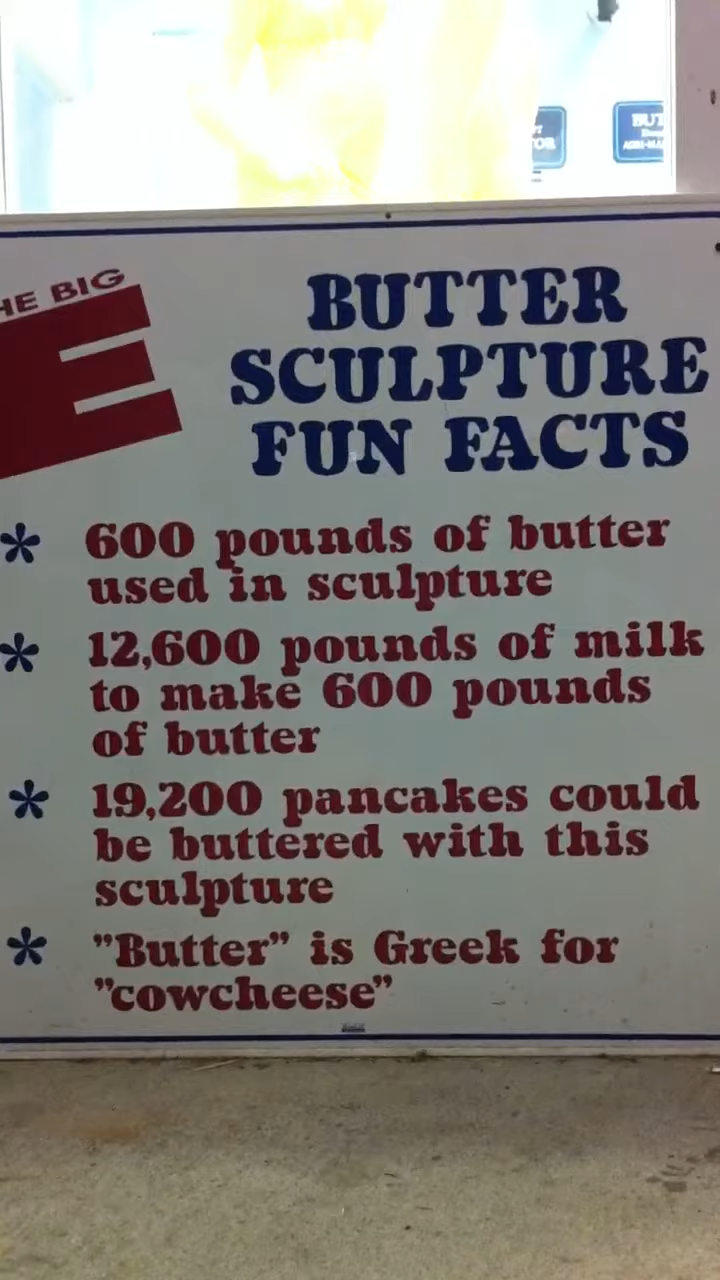 HE BIG
E
BUTTER
SCULPTURE
FUN FACTS
* 600 pounds of butter
used in sculpture
* 12,600 pounds of milk
to make 600 pounds
of butter
* 19,200 pancakes could
be buttered with this
sculpture
* "Butter" is Greek for
"cowcheese"